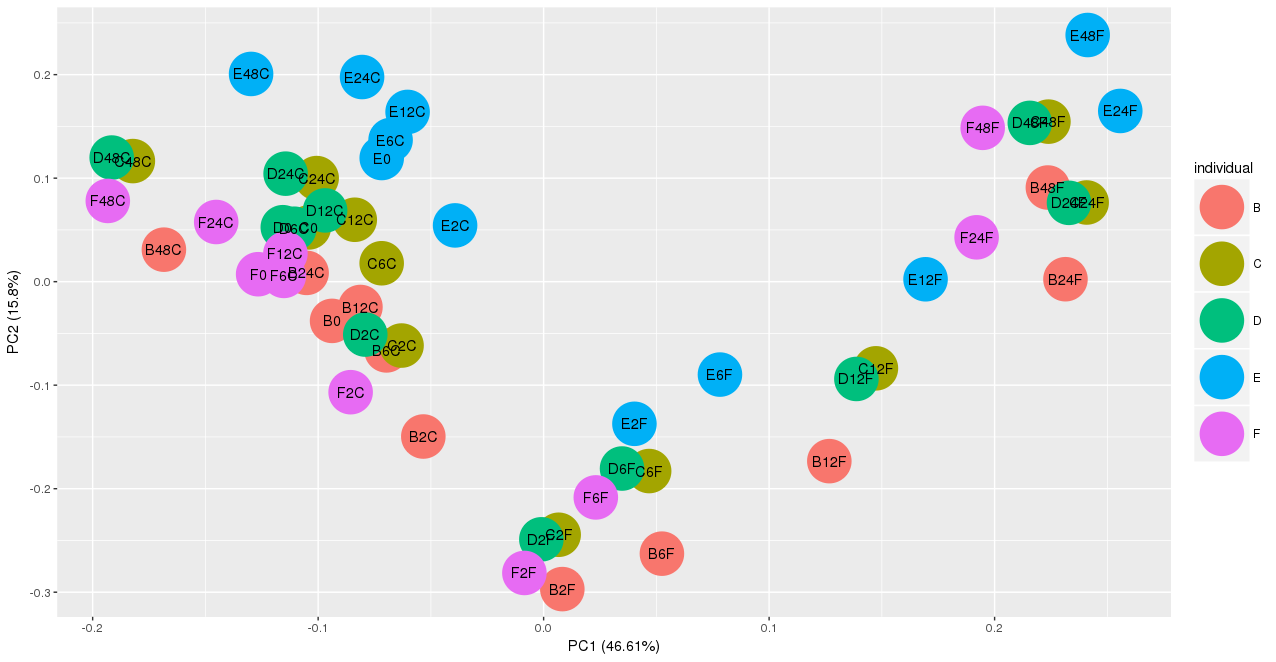 E48F
0.2
E48C
E24C
E12C
E24F
F48F
D48F
C48F
E6C
D48C
C48C
E0
individual
0.1
D24C
C24C
B48F
B
F48C
D24F
C24F
F24C
D12C
C12C
E2C
D0
D6C
C0
F24F
B48C
F12C
C6C
C
0.0
F0
F6C
B24C
E12F
B24F
B12C
B0
PC2 (15.8%)
D2C
C2C
B6C
D
-0.1
E6F
C12F
D12F
F2C
E
E2F
B2C
F
B12F
D6F
C6F
-0.2
F6F
D2F
C2F
B6F
F2F
B2F
-0.3
-0.2
-0.1
0.0
0.1
0.2
PC1 (46.61%)